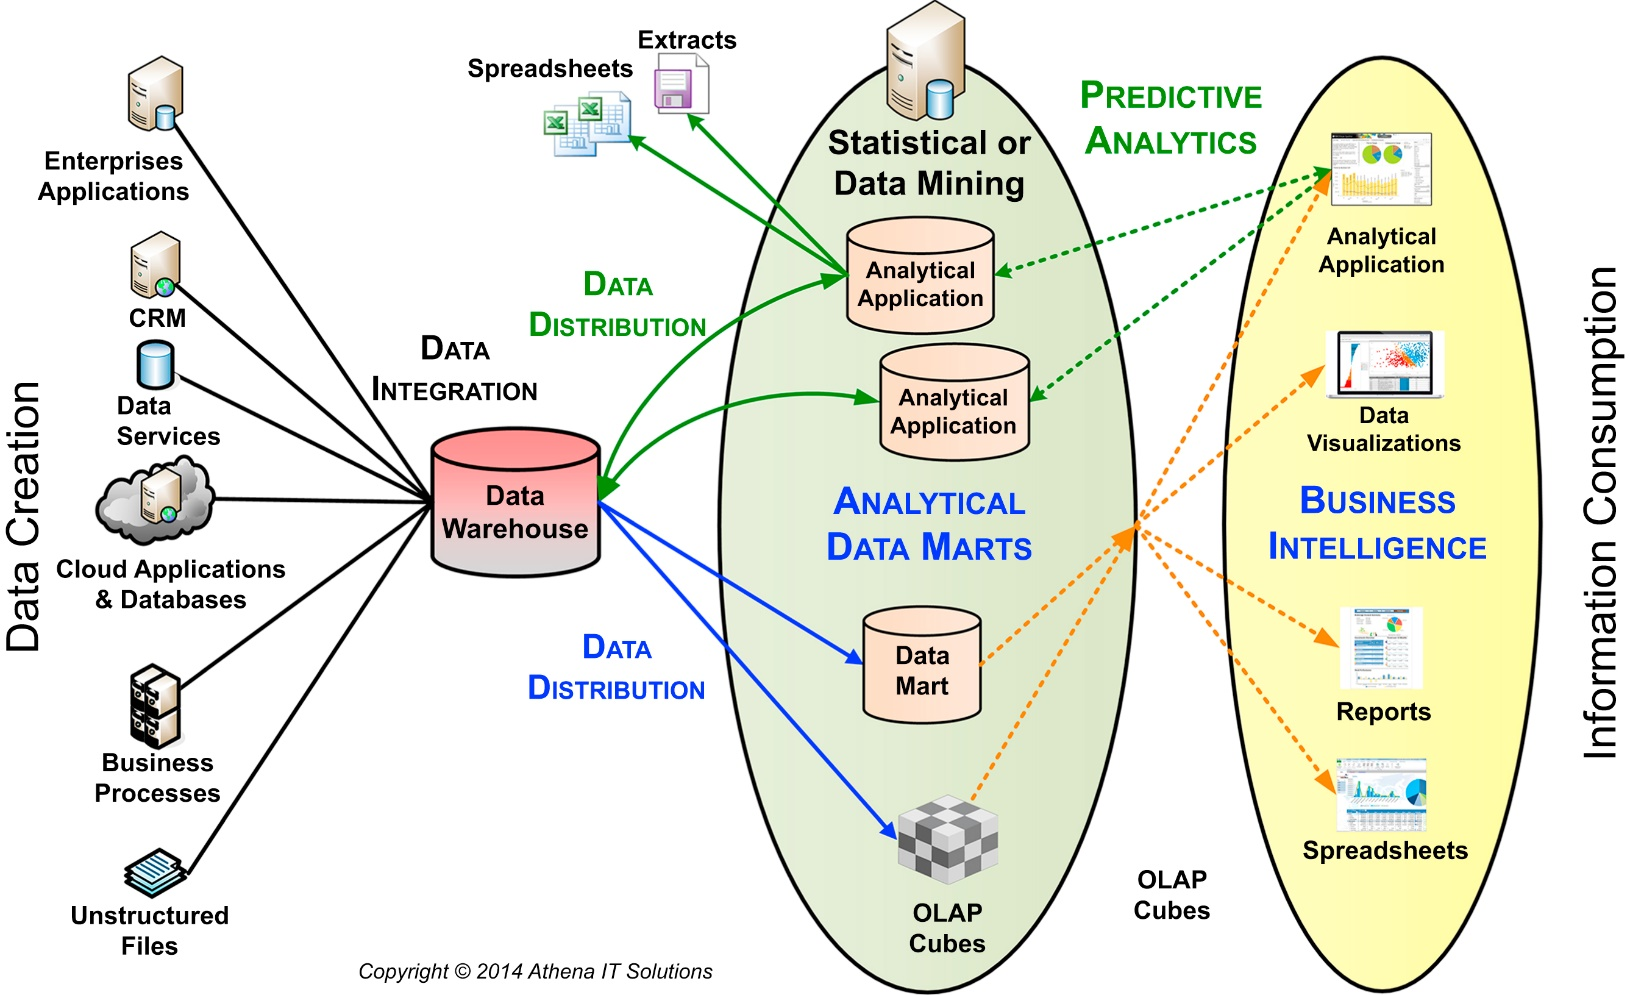 Data Creation
Enterprises
Applications
CRM
Data
Services
Cloud Applications
& Databases
Business
Processes
Unstructured
Files
DATA
INTEGRATION
Data
Warehouse
Spreadsheets
Extracts
DATA
DISTRIBUTION
DATA
DISTRIBUTION
Statistical or
Data Mining
Analytical
Application
Analytical
Application
ANALYTICAL
DATA MARTS
Data
Mart
OLAP
Cubes
PREDICTIVE
ANALYTICS
OLAP
Cubes
Analytical
Application
Data
Visualizations
BUSINESS
INTELLIGENCE
Reports
Spreadsheets
Information Consumption
Copyright © 2014 Athena IT Solutions